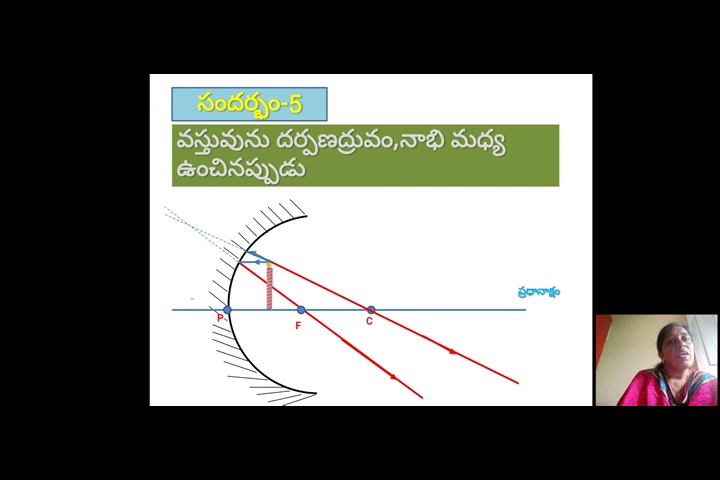 సందర్భం-5
వస్తువును దర్పణధ్రువం,నాభి మధ్య
ఉంచినప్పుడు
ప్రధానాక్షం
P
F
C